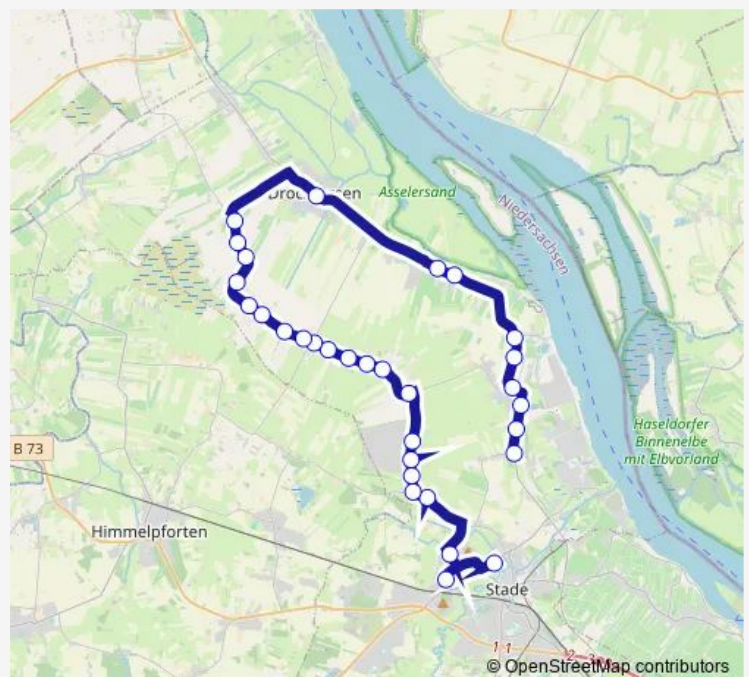 Asselersand
Niedersachsen
B 73
Haseldorfer
Binnenelbe
mit Elbvorland
Himmelpforten
Stade
© OpenStreetMap contributors